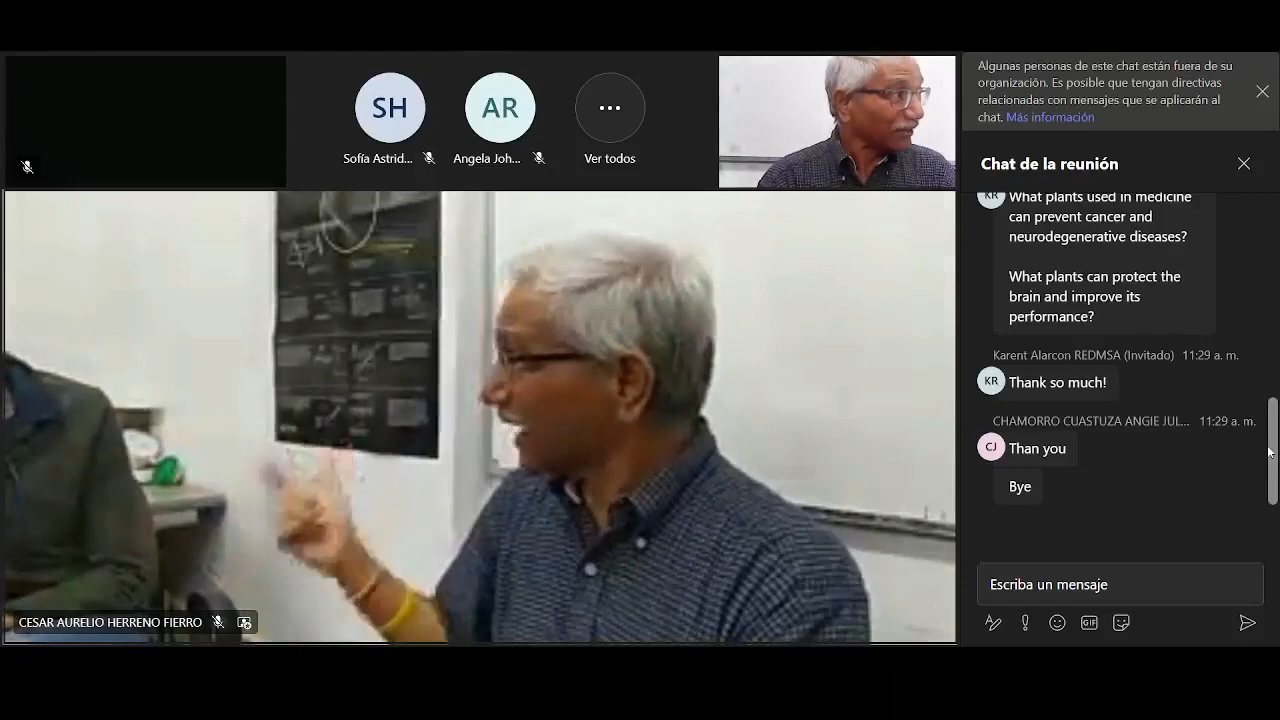 SH
AR
Sofía Astrid...
Angela Joh...
Ver todos
CESAR AURELIO HERRENO FIERRO
Algunas personas de este chat están fuera de su
organización. Es posible que tengan directivas
relacionadas con mensajes que se aplicarán al
chat. Más información
Chat de la reunión
KR
What plants used in medicine
can prevent cancer and
neurodegenerative diseases?
What plants can protect the
brain and improve its
performance?
Karent Alarcon REDMSA (Invitado) 11:29 a. m.
KR
Thank so much!
CHAMORRO CUASTUZA ANGIE JUL... 11:29 a. m.
CJ
Than you
Bye
Escriba un mensaje
GIF